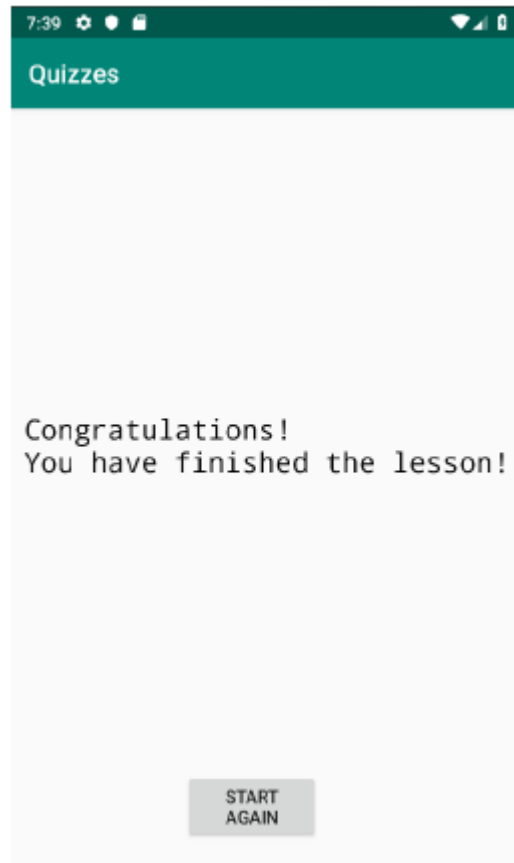 7:39
Quizzes
Congratulations!
You have finished the lesson!
START
AGAIN